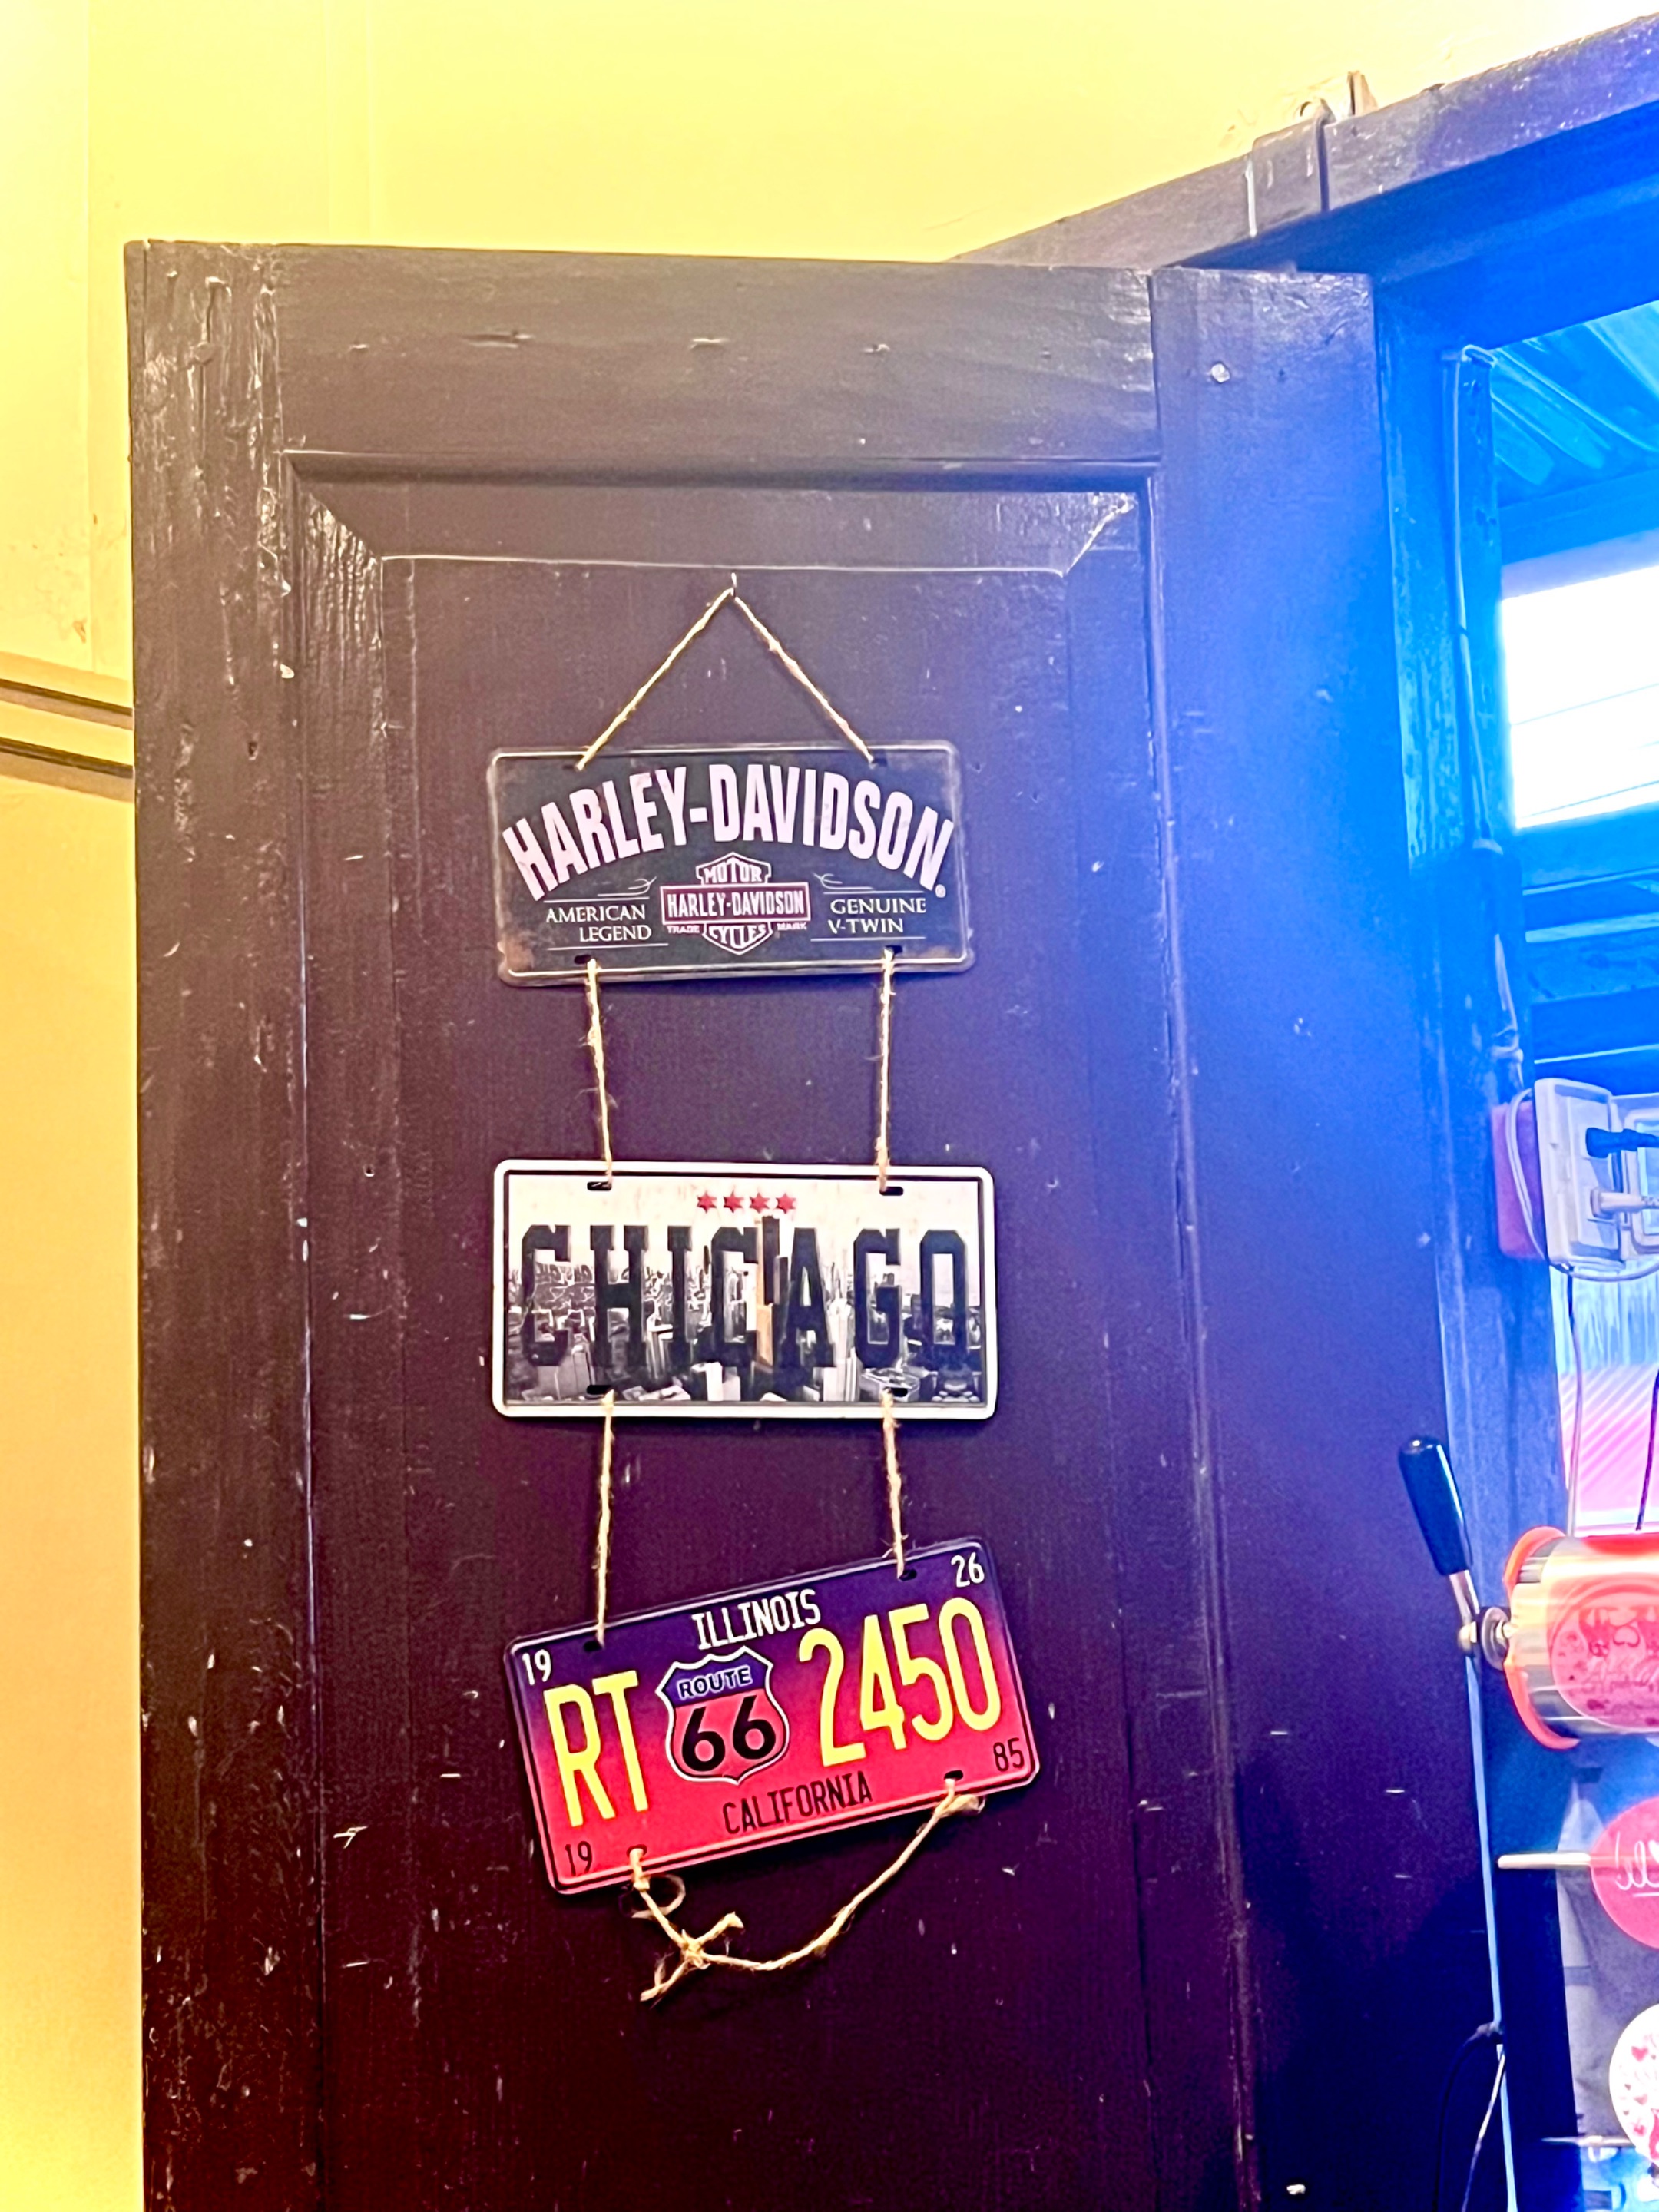 HARLEY-DAVIDSON®
MOTOR
HARLEY-DAVIDSON
CYCLES
TRADE MARK
AMERICAN
LEGEND
GENUINE
V-TWIN
CHICAGO
19 ILLINOIS 26
RT ROUTE 66 2450
19 CALIFORNIA 85